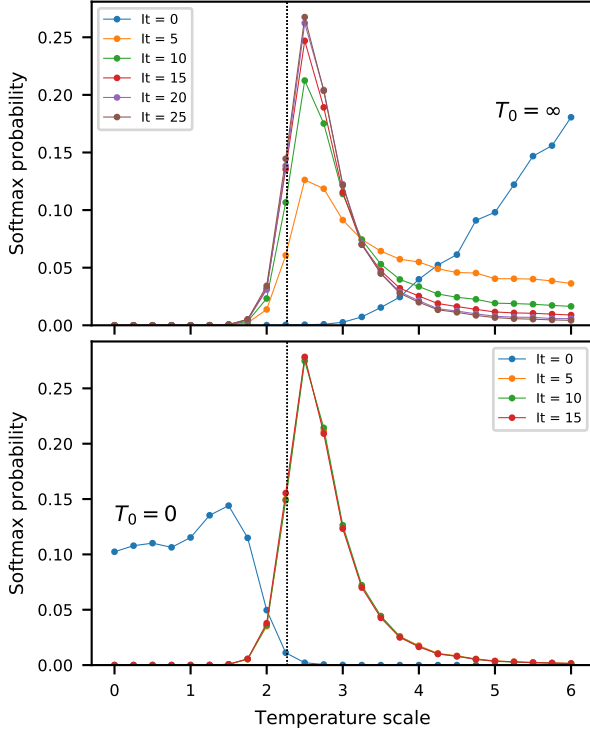 It = 0
It = 5
It = 10
It = 15
It = 20
It = 25
T₀ = ∞
0.25
0.20
0.15
0.10
0.05
0.00
Softmax probability
It = 0
It = 5
It = 10
It = 15
T₀ = 0
0.25
0.20
0.15
0.10
0.05
0.00
Softmax probability
0 1 2 3 4 5 6
Temperature scale